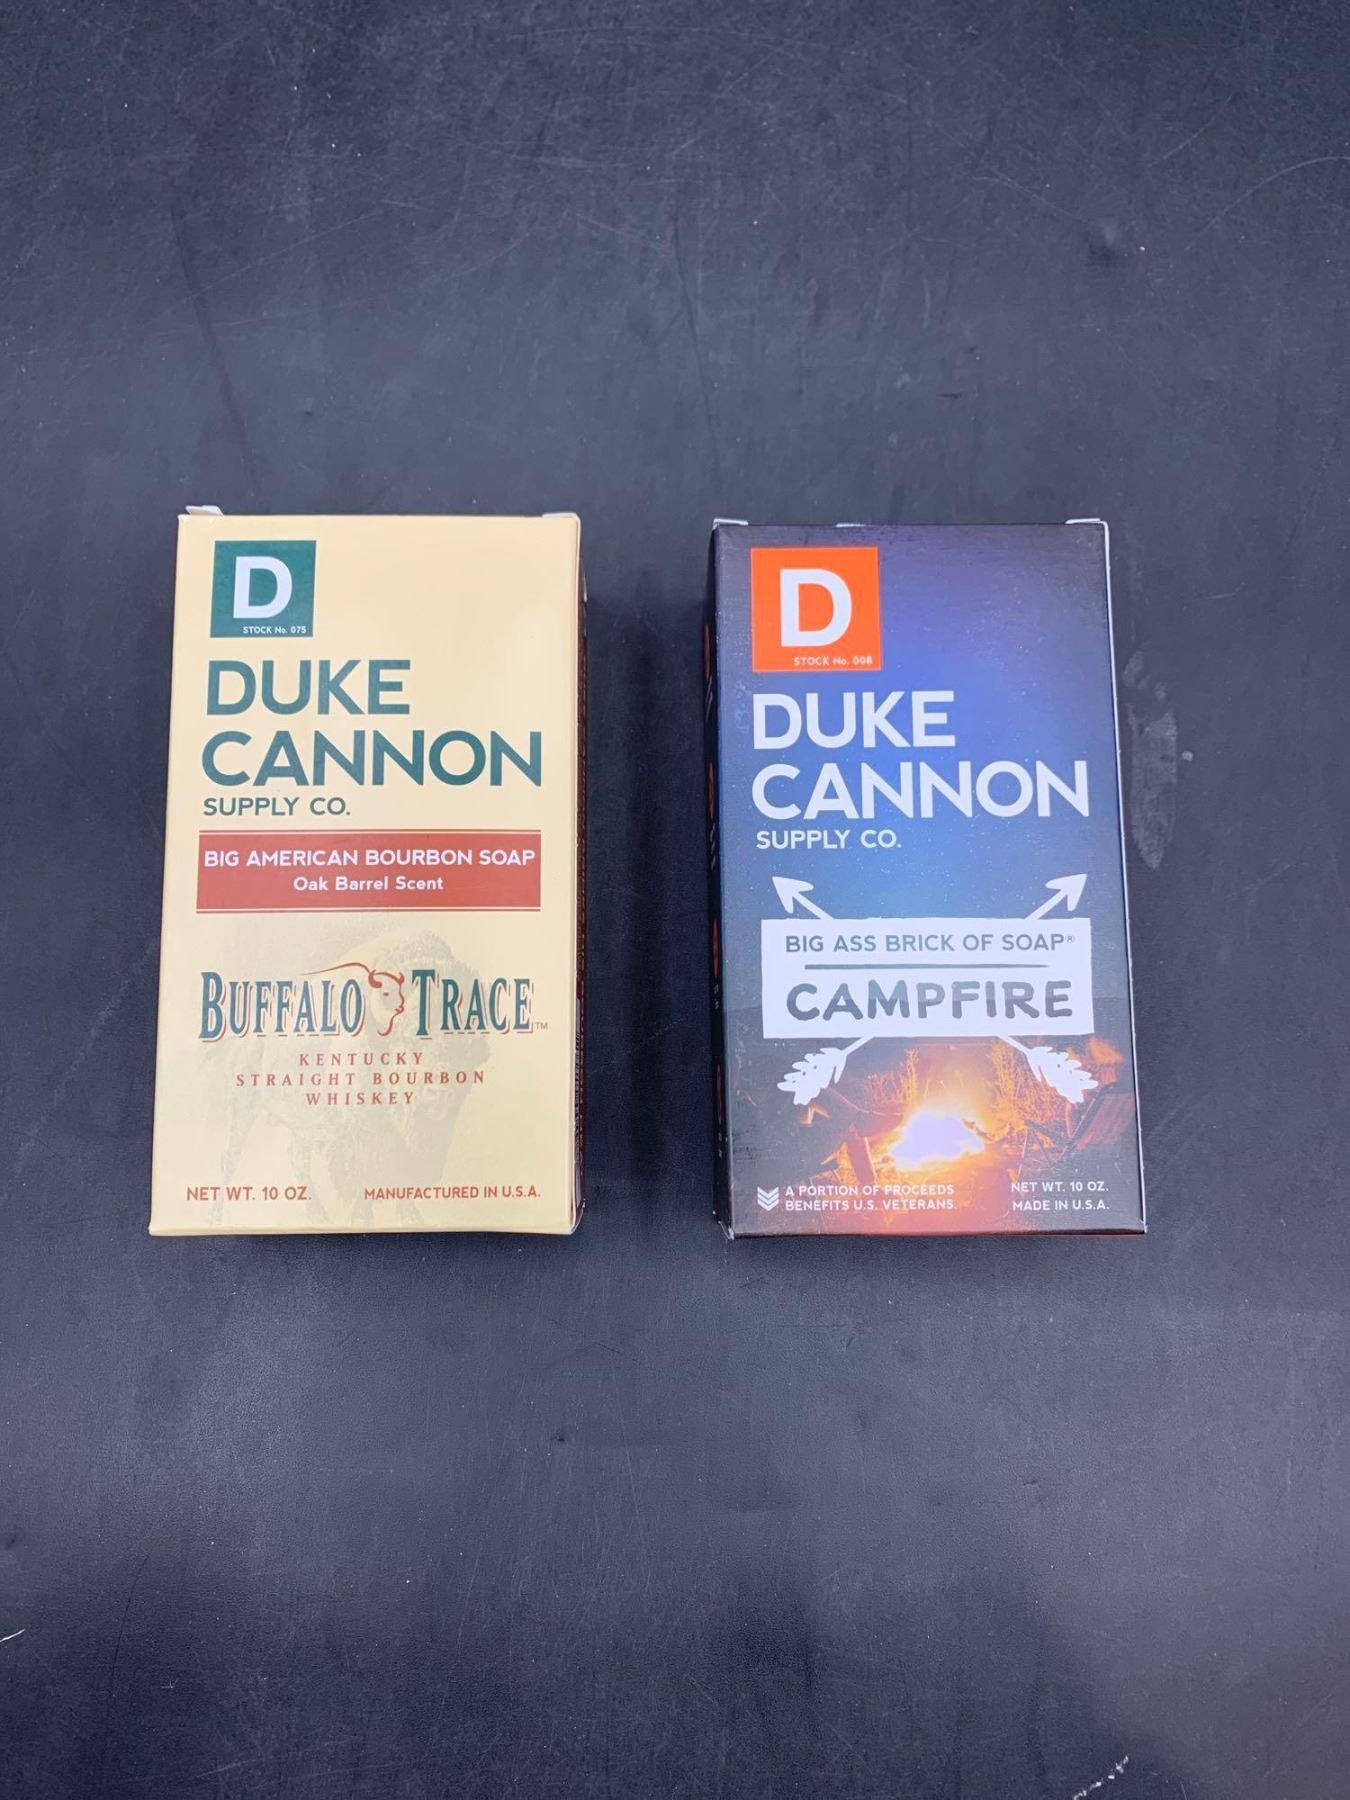 D
STOCK No. 075
DUKE
CANNON
SUPPLY CO.
BIG AMERICAN BOURBON SOAP
Oak Barrel Scent
BUFFALO TRACE™
KENTUCKY
STRAIGHT BOURBON
WHISKEY
NET WT. 10 OZ.
MANUFACTURED IN U.S.A.
D
STOCK No. 008
DUKE
CANNON
SUPPLY CO.
BIG ASS BRICK OF SOAP®
CAMPFIRE
A PORTION OF PROCEEDS
BENEFITS U.S. VETERANS.
NET WT. 10 OZ.
MADE IN U.S.A.